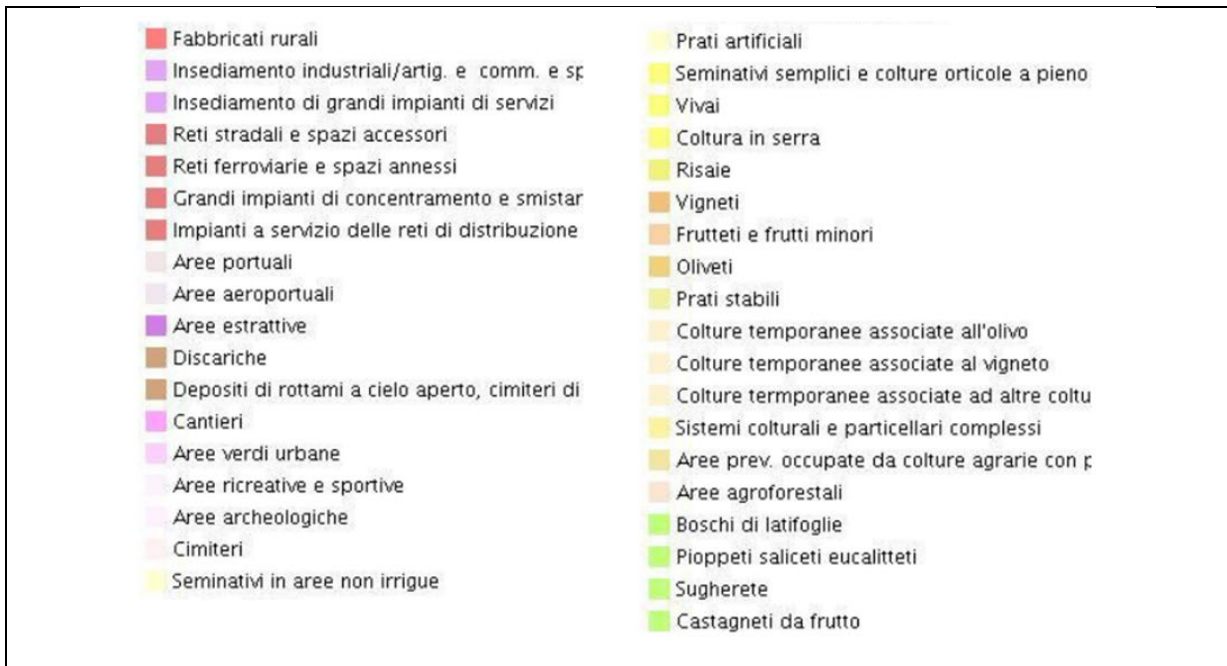 Fabbricati rurali
Insediamento industriali/artig. e comm. e sp
Insediamento di grandi impianti di servizi
Reti stradali e spazi accessori
Reti ferroviarie e spazi annessi
Grandi impianti di concentramento e smistar
Impianti a servizio delle reti di distribuzione
Aree portuali
Aree aeroportuali
Aree estrattive
Discariche
Depositi di rottami a cielo aperto, cimiteri di
Cantieri
Aree verdi urbane
Aree ricreative e sportive
Aree archeologiche
Cimiteri
Seminativi in aree non irrigue
Prati artificiali
Seminativi semplici e colture orticole a pieno
Vivai
Coltura in serra
Risaie
Vigneti
Frutteti e frutti minori
Oliveti
Prati stabili
Colture temporanee associate all'olivo
Colture temporanee associate al vigneto
Colture termporanee associate ad altre coltu
Sistemi colturali e particellari complessi
Aree prev. occupate da colture agrarie con p
Aree agroforestali
Boschi di latifoglie
Pioppeti saliceti eucalitteti
Sugherete
Castagneti da frutto